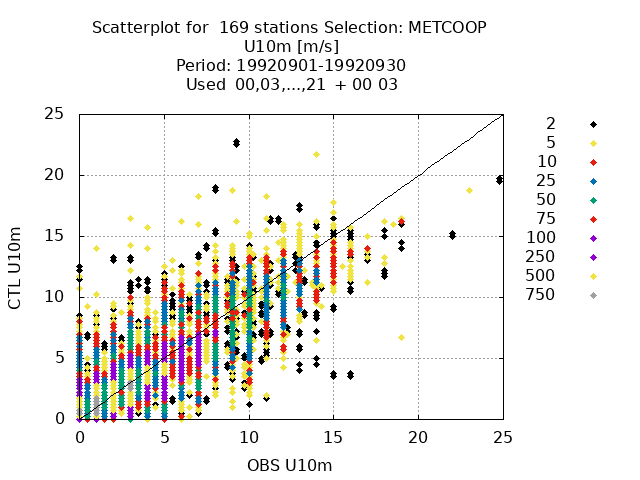 Scatterplot for 169 stations Selection: METCOOP
U10m [m/s]
Period: 19920901-19920930
Used 00,03,...,21 + 00 03
25
20
15
10
5
0
CTL U10m
0 5 10 15 20 25
OBS U10m
2
5
10
25
50
75
100
250
500
750